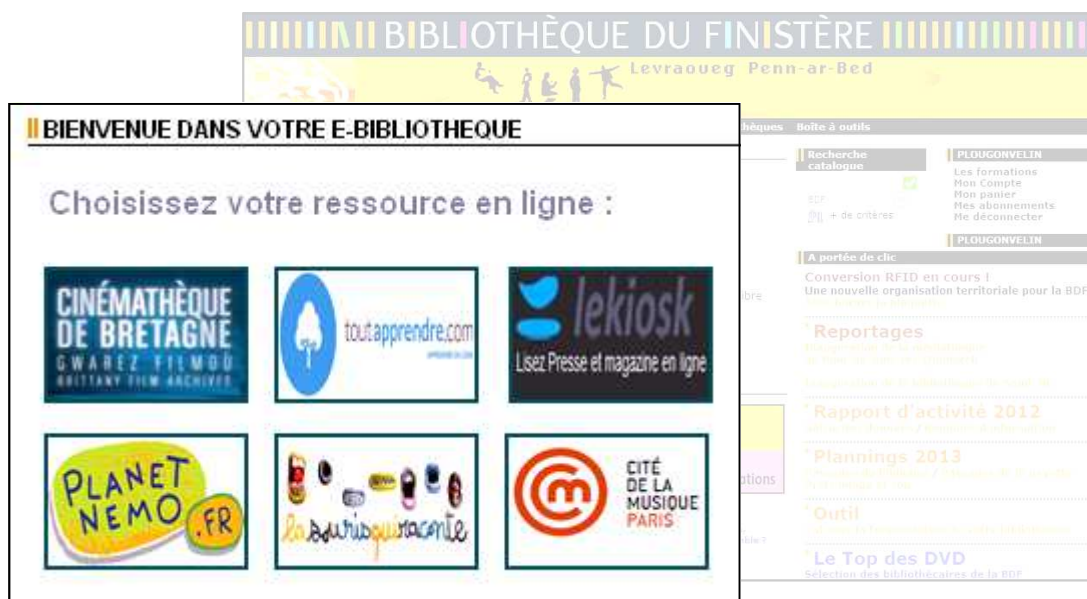 BIBLIOTHÈQUE DU FINISTÈRE
Levraoueg Penn-ar-Bed
BIENVENUE DANS VOTRE E-BIBLIOTHEQUE
Choisissez votre ressource en ligne :
CINÉMATHÈQUE
DE BRETAGNE
GWAREZ FILMOÙ
BRITTANY FILM ARCHIVES
toutapprendre.com
lekiosk
Lisez Presse et magazine en ligne
PLANET
NEMO
.FR
la souris qui raconte
CITÉ
DE LA
MUSIQUE
PARIS
hèques Boîte à outils
Recherche
catalogue
BDF
+ de critères
PLOUGONVELIN
Les formations
Mon Compte
Mon panier
Mes abonnements
Me déconnecter
PLOUGONVELIN
A portée de clic
Conversion RFID en cours !
Une nouvelle organisation territoriale pour la BDF
ibre
Reportages
Rapport d'activité 2012
Plannings 2013
ations
Outil
Le Top des DVD
Sélection des bibliothécaires de la BDF